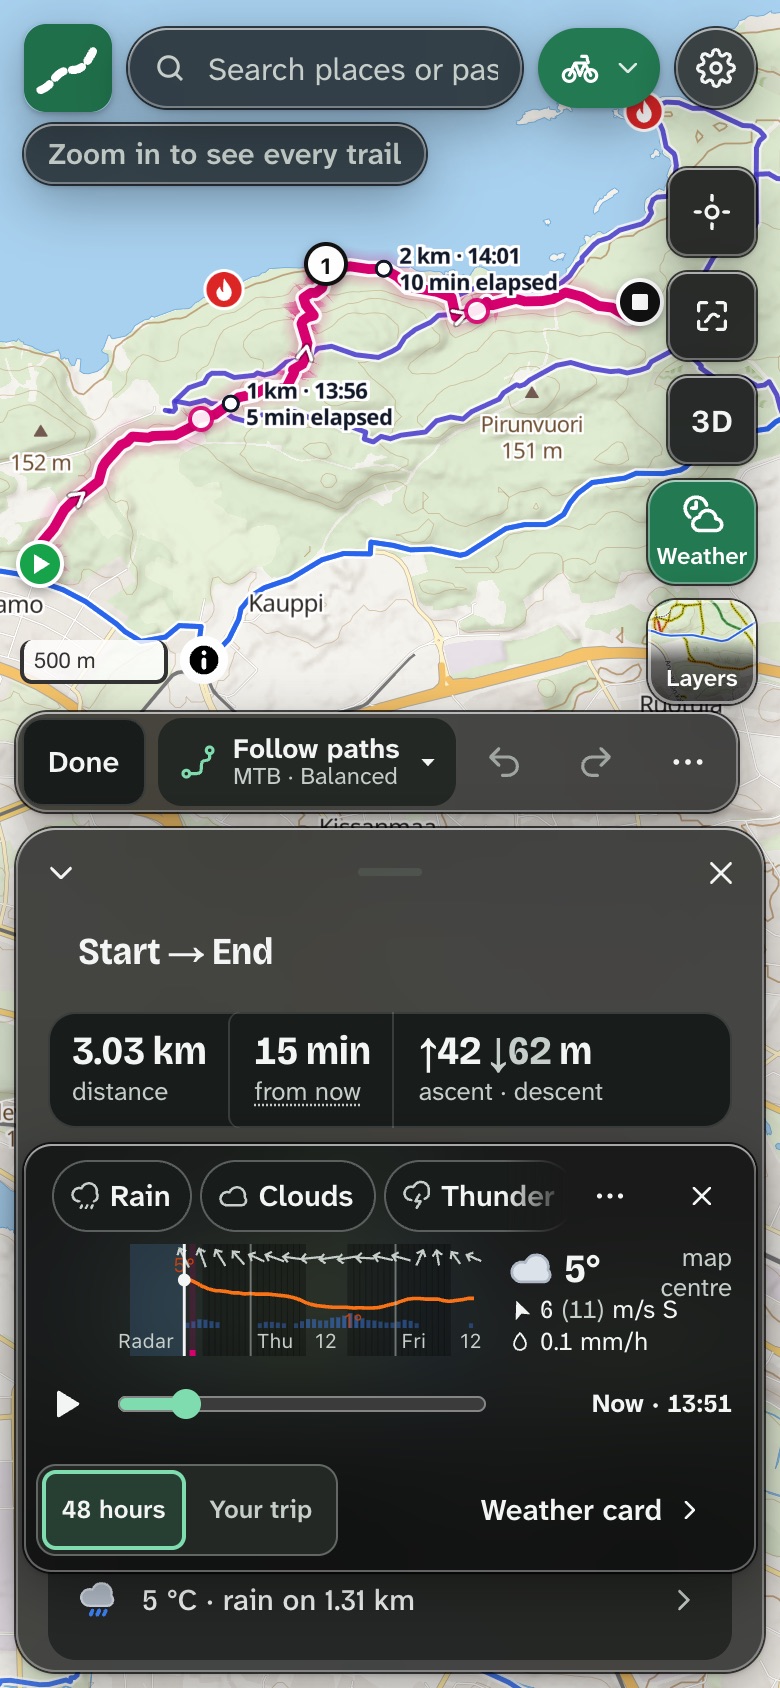 Search places or pas
Zoom in to see every trail
1
2 km · 14:01
10 min elapsed
1 km · 13:56
5 min elapsed
Pirunvuori
151 m
152 m
3D
Weather
amo
Kauppi
500 m
Layers
Done
Follow paths
MTB · Balanced
Start → End
3.03 km
distance
15 min
from now
↑42 ↓62 m
ascent · descent
Rain
Clouds
Thunder
5°
1°
Radar
Thu
12
Fri
12
5°
map
centre
6 (11) m/s S
0.1 mm/h
Now · 13:51
48 hours
Your trip
Weather card
5 °C · rain on 1.31 km